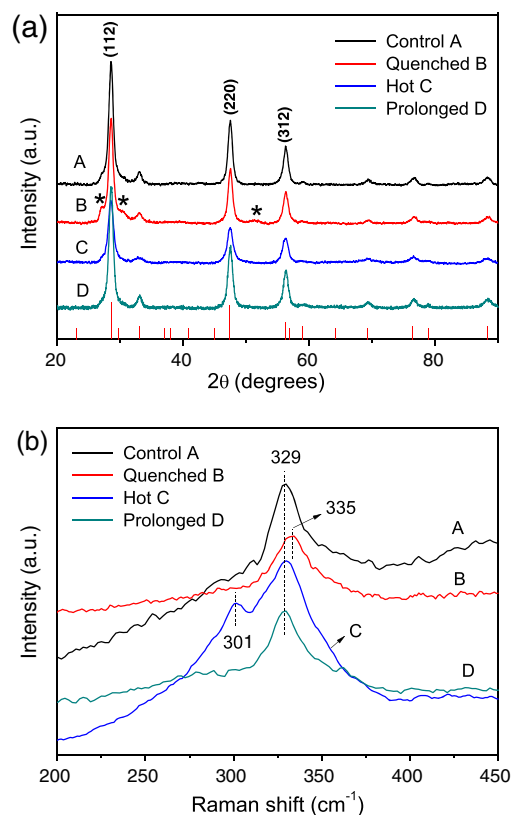 (a)
(112)
(220)
(312)
Control A
Quenched B
Hot C
Prolonged D
A
B
C
D
* * *
Intensity (a.u.)
20 40 60 80
2θ (degrees)
(b)
Control A
Quenched B
Hot C
Prolonged D
329
335
301
A
B
C
D
Intensity (a.u.)
200 250 300 350 400 450
Raman shift (cm⁻¹)